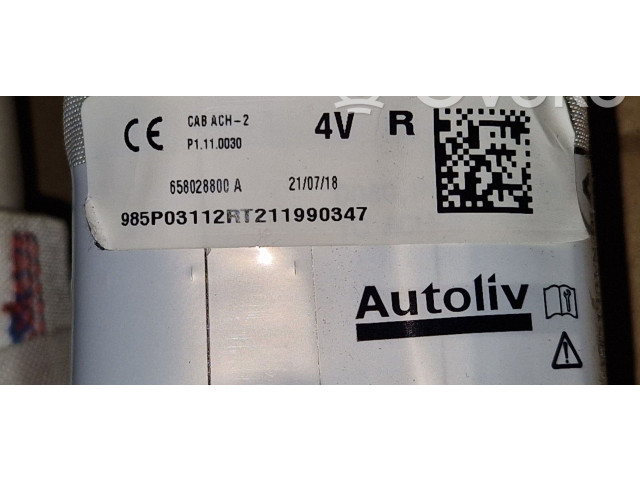 CE CAB ACH-2 4V R
P1.11.0030
658028800 A 21/07/18
985P03112RT211990347
Autoliv